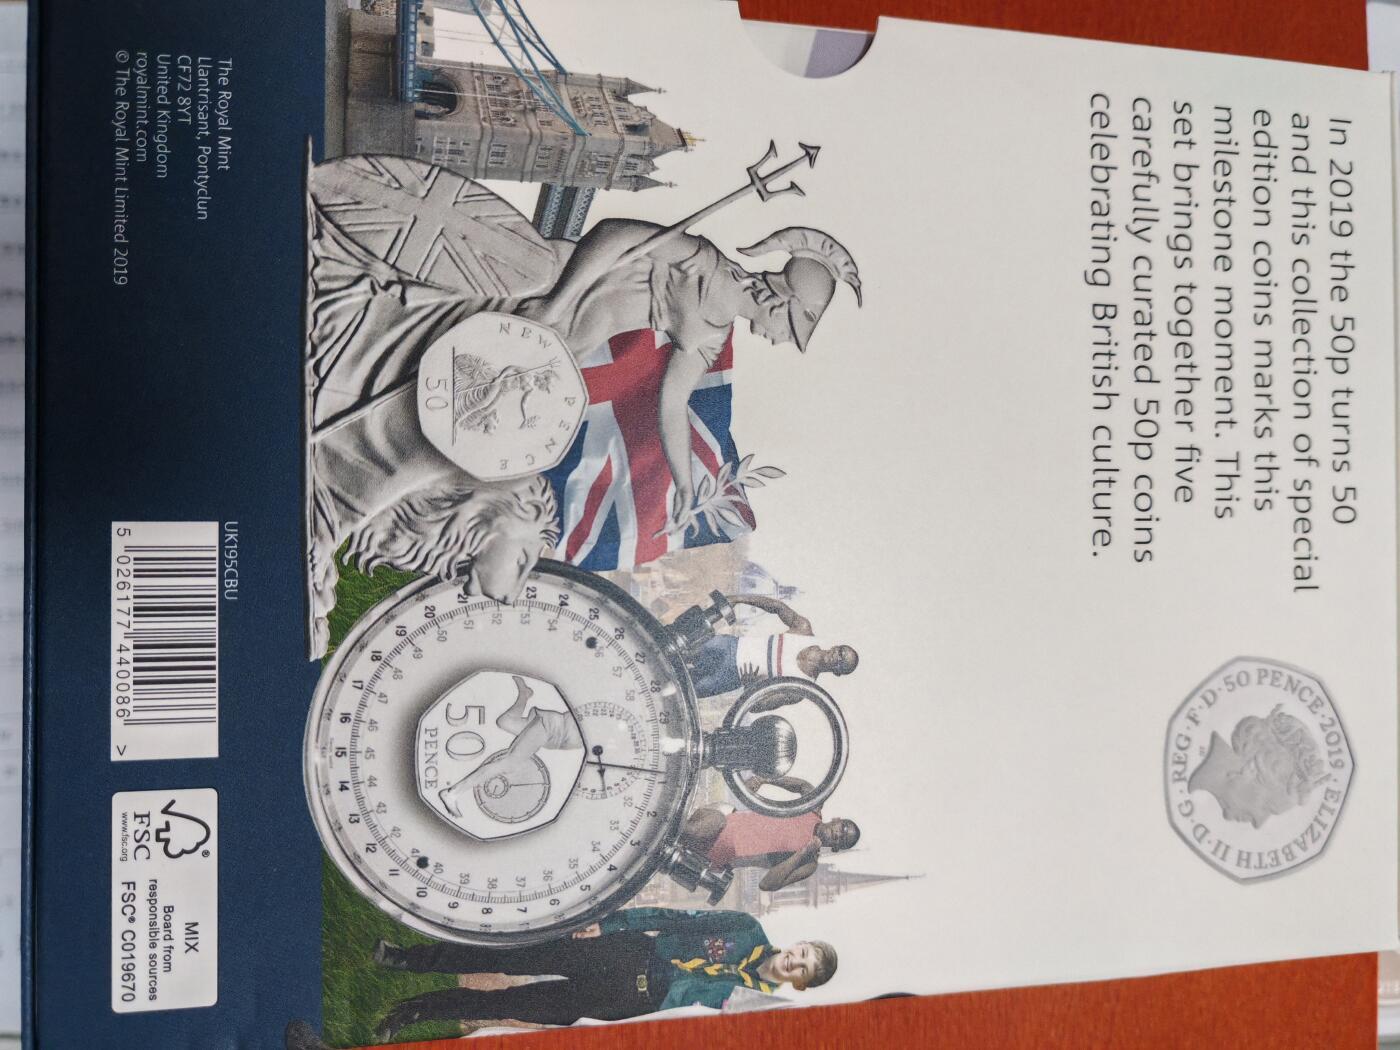 In 2019 the 50p turns 50
and this collection of special
edition coins marks this
milestone moment. This
set brings together five
carefully curated 50p coins
celebrating British culture.
50 PENCE · 2019 · ELIZABETH II · D · G · REG · F · D ·
NEW PENCE
50
50
PENCE
The Royal Mint
Llantrisant, Pontyclun
CF72 8YT
United Kingdom
royalmint.com
© The Royal Mint Limited 2019
UK195CBU
5 026177 440086 >
FSC®
www.fsc.org
MIX
Board from
responsible sources
FSC® C019670